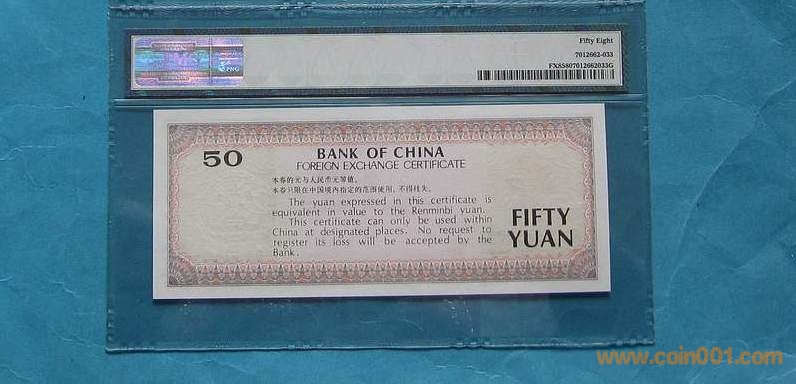 Fifty Eight
7012662-033
FX8S807012662033G
PMG
50
BANK OF CHINA
FOREIGN EXCHANGE CERTIFICATE
本券的元与人民币元等值。
本券只限在中国境内指定的范围使用,不得挂失。
The yuan expressed in this certificate is
equivalent in value to the Renminbi yuan.
This certificate can only be used within
China at designated places. No request to
register its loss will be accepted by the
Bank.
FIFTY
YUAN
www.coin001.com